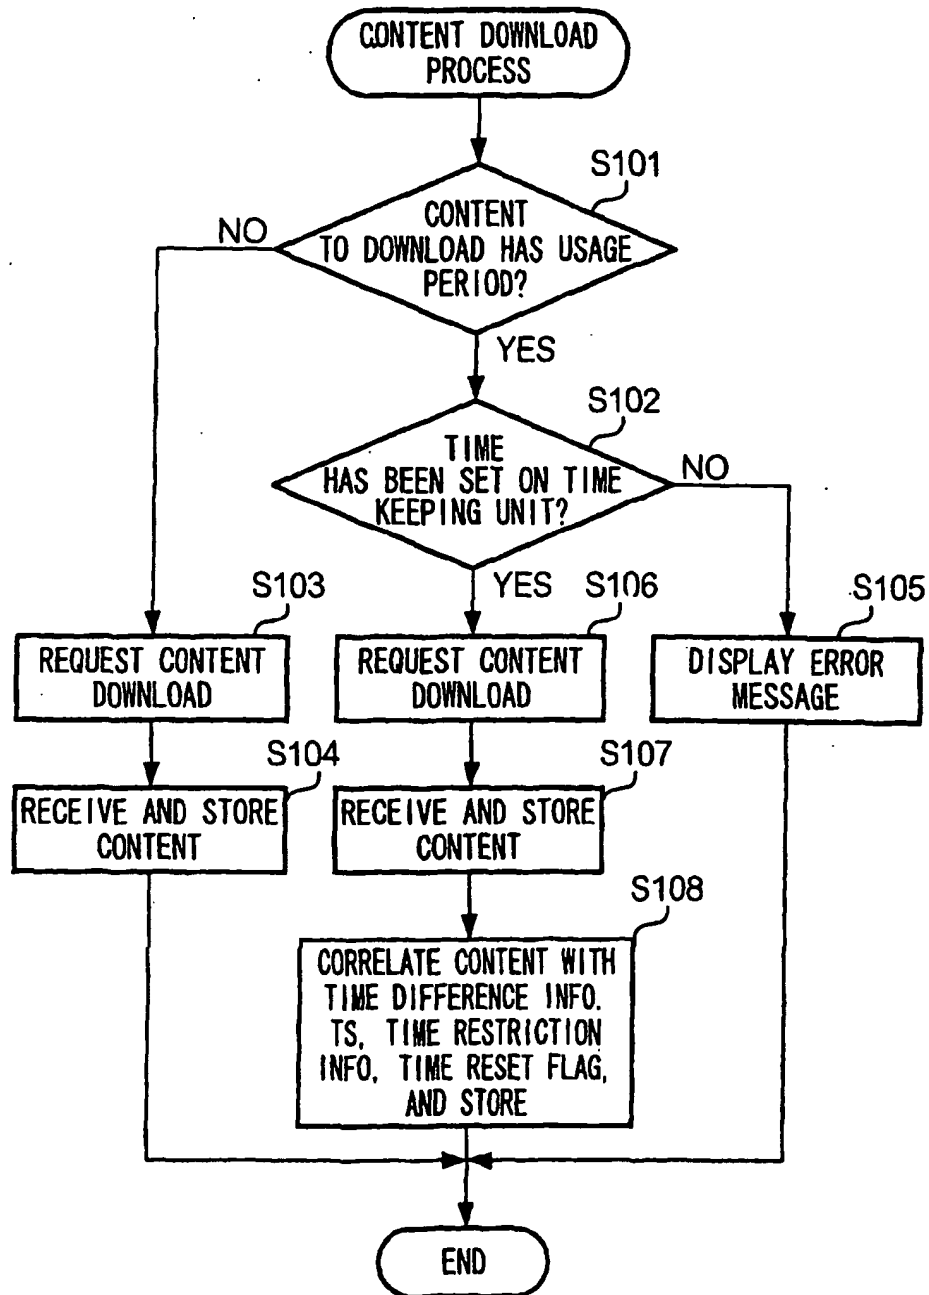 CONTENT DOWNLOAD
PROCESS
S101
CONTENT
TO DOWNLOAD HAS USAGE
PERIOD?
NO
YES
S102
TIME
HAS BEEN SET ON TIME
KEEPING UNIT?
NO
YES
S103
REQUEST CONTENT
DOWNLOAD
S106
REQUEST CONTENT
DOWNLOAD
S105
DISPLAY ERROR
MESSAGE
S104
RECEIVE AND STORE
CONTENT
S107
RECEIVE AND STORE
CONTENT
S108
CORRELATE CONTENT WITH
TIME DIFFERENCE INFO.
TS, TIME RESTRICTION
INFO, TIME RESET FLAG,
AND STORE
END